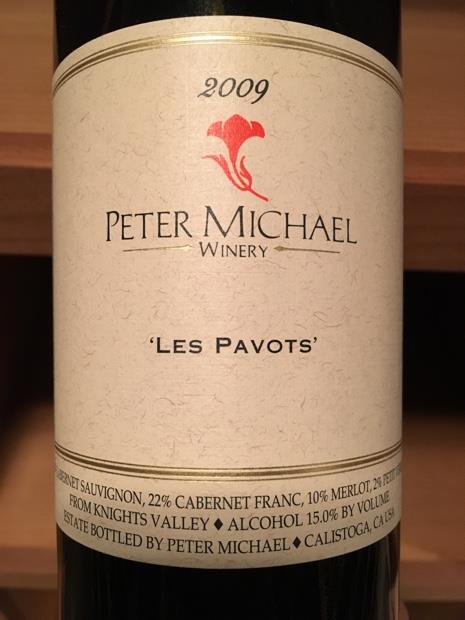 2009
PETER MICHAEL
WINERY
'LES PAVOTS'
CABERNET SAUVIGNON, 22% CABERNET FRANC, 10% MERLOT, 2% PETIT
FROM KNIGHTS VALLEY ♦ ALCOHOL 15.0% BY VOLUME
ESTATE BOTTLED BY PETER MICHAEL ♦ CALISTOGA, CA USA